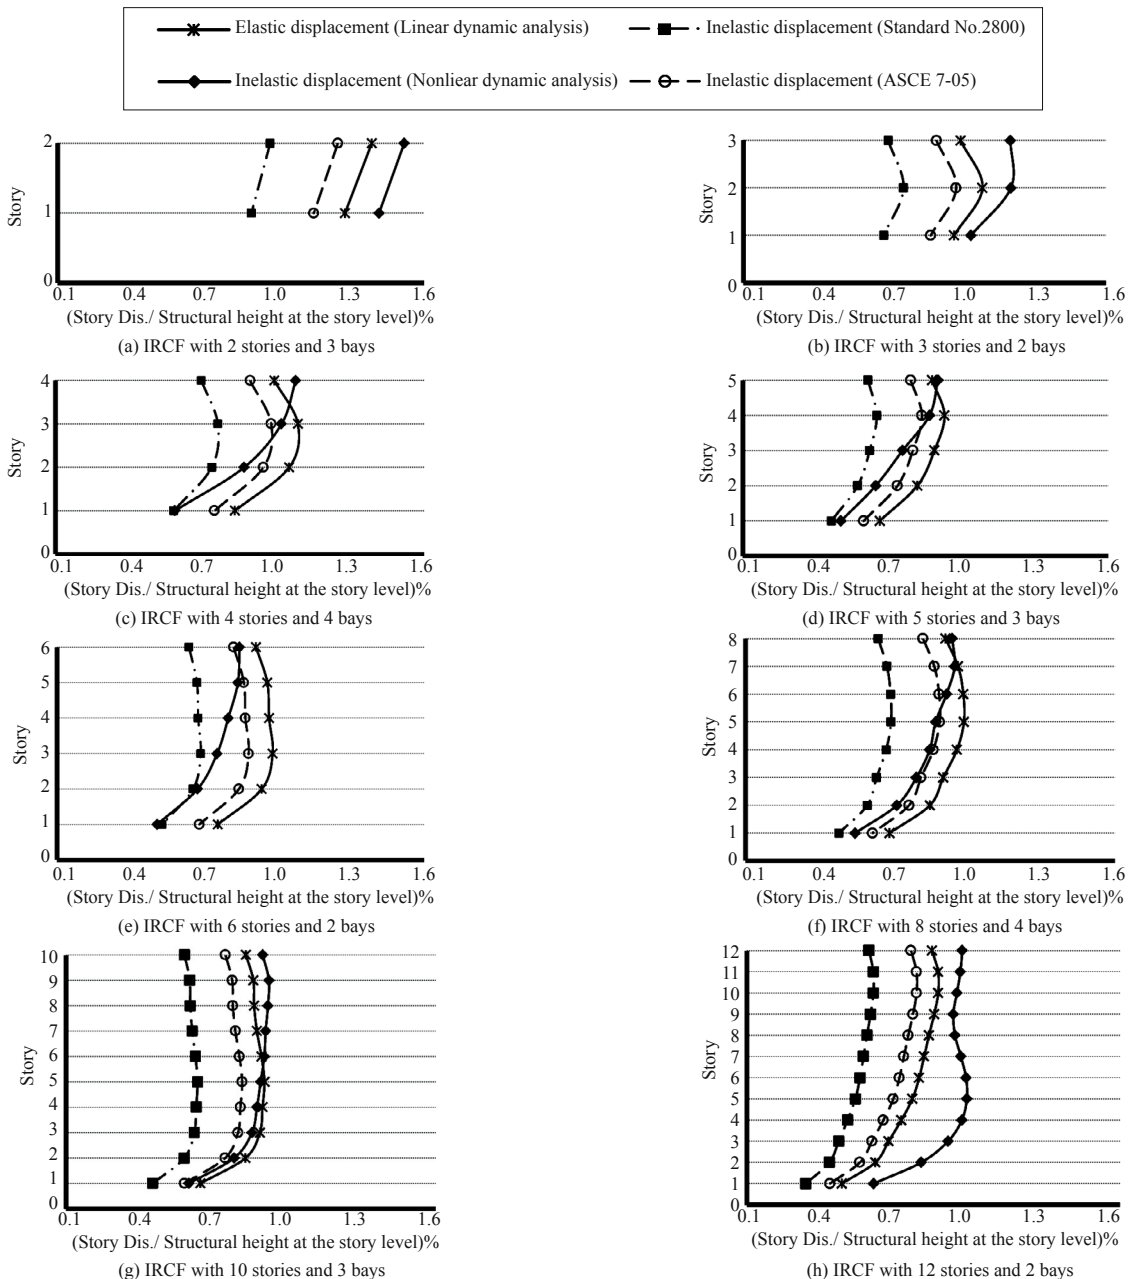 Elastic displacement (Linear dynamic analysis)
Inelastic displacement (Standard No.2800)
Inelastic displacement (Nonliear dynamic analysis)
Inelastic displacement (ASCE 7-05)
2
1
0
Story
0.1 0.4 0.7 1.0 1.3 1.6
(Story Dis./ Structural height at the story level)%
(a) IRCF with 2 stories and 3 bays
3
2
1
0
Story
0.1 0.4 0.7 1.0 1.3 1.6
(Story Dis./ Structural height at the story level)%
(b) IRCF with 3 stories and 2 bays
4
3
2
1
0
Story
0.1 0.4 0.7 1.0 1.3 1.6
(Story Dis./ Structural height at the story level)%
(c) IRCF with 4 stories and 4 bays
5
4
3
2
1
0
Story
0.1 0.4 0.7 1.0 1.3 1.6
(Story Dis./ Structural height at the story level)%
(d) IRCF with 5 stories and 3 bays
6
5
4
3
2
1
0
Story
0.1 0.4 0.7 1.0 1.3 1.6
(Story Dis./ Structural height at the story level)%
(e) IRCF with 6 stories and 2 bays
8
7
6
5
4
3
2
1
0
Story
0.1 0.4 0.7 1.0 1.3 1.6
(Story Dis./ Structural height at the story level)%
(f) IRCF with 8 stories and 4 bays
10
9
8
7
6
5
4
3
2
1
0
Story
0.1 0.4 0.7 1.0 1.3 1.6
(Story Dis./ Structural height at the story level)%
(g) IRCF with 10 stories and 3 bays
12
11
10
9
8
7
6
5
4
3
2
1
0
Story
0.1 0.4 0.7 1.0 1.3 1.6
(Story Dis./ Structural height at the story level)%
(h) IRCF with 12 stories and 2 bays